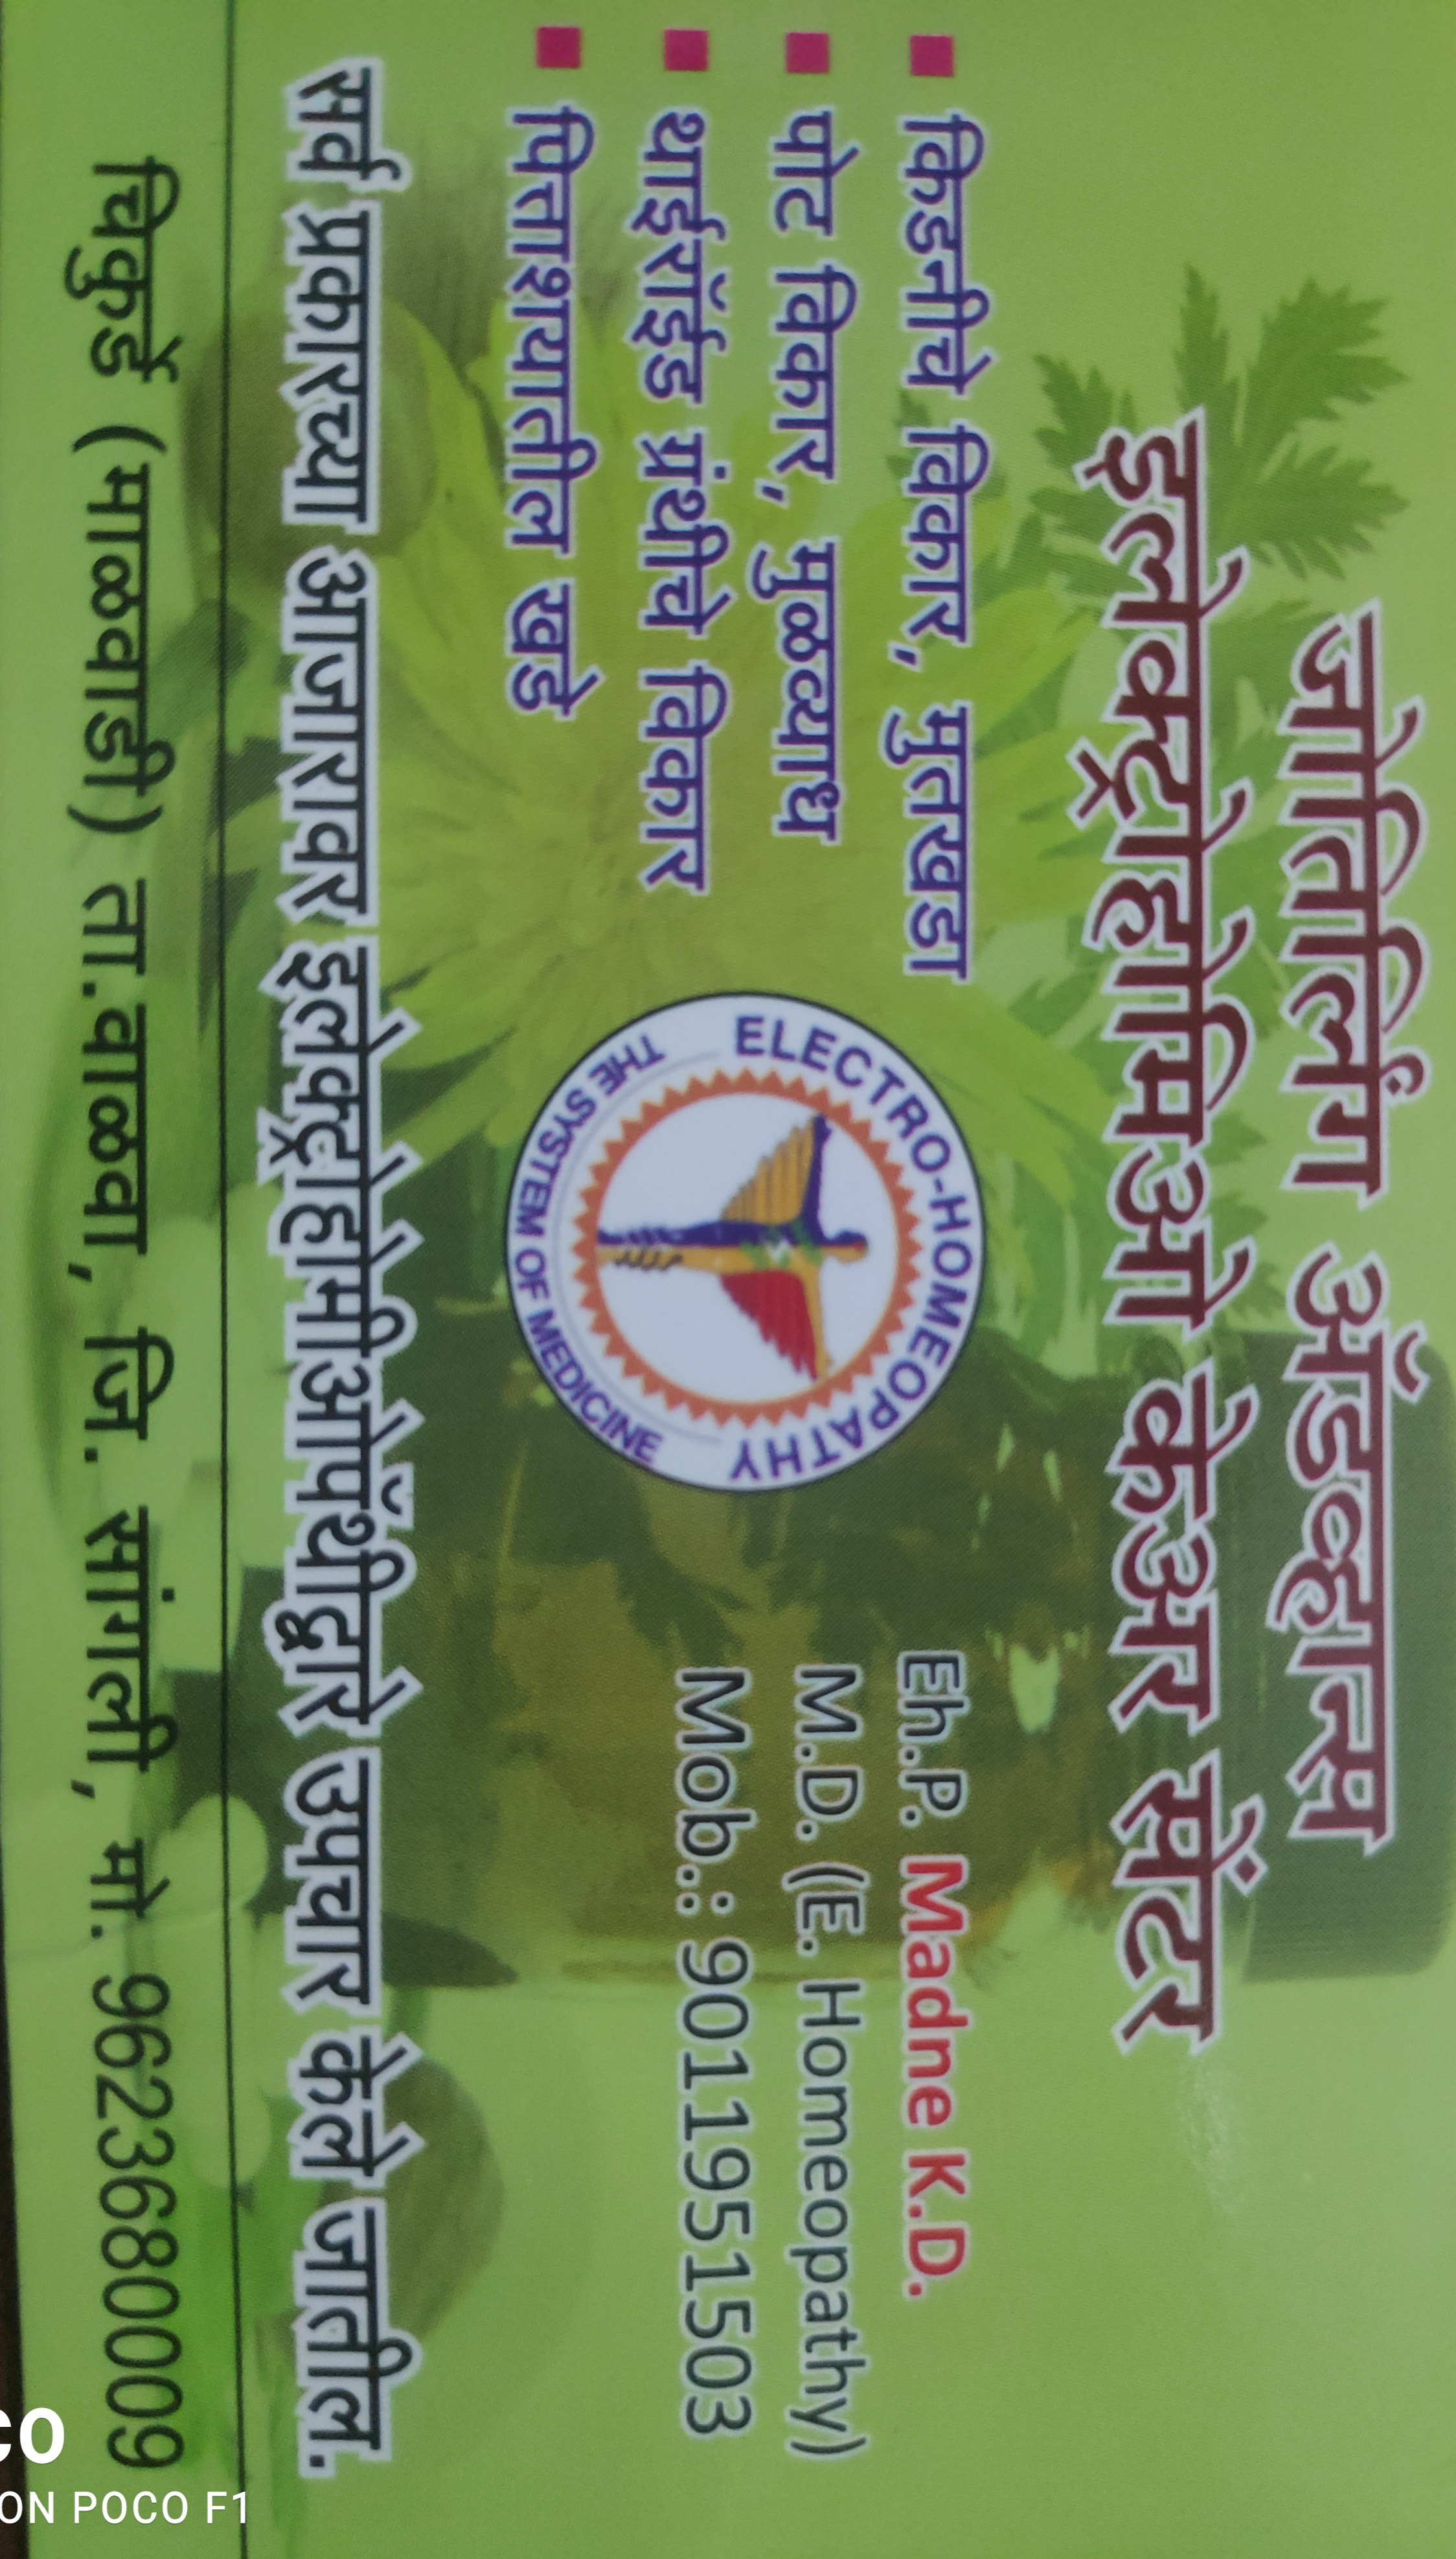 जोतिलिंग अ‍ॅडव्हान्स
इलेक्ट्रोहोमिओ केअर सेंटर
▪ किडनीचे विकार, मुतखडा
▪ पोट विकार, मुळव्याध
▪ थाईरॉईड ग्रंथीचे विकार
▪ पित्ताशयातील खडे
ELECTRO-HOMEOPATHY
THE SYSTEM OF MEDICINE
Eh.P. Madne K.D.
M.D. (E. Homeopathy)
Mob.: 9011951503
सर्व प्रकारच्या आजारावर इलेक्ट्रोहोमीओपॅथीद्वारे उपचार केले जातील.
चिकुर्डे (माळवाडी) ता.वाळवा, जि. सांगली, मो. 9623680009
CO
ON POCO F1